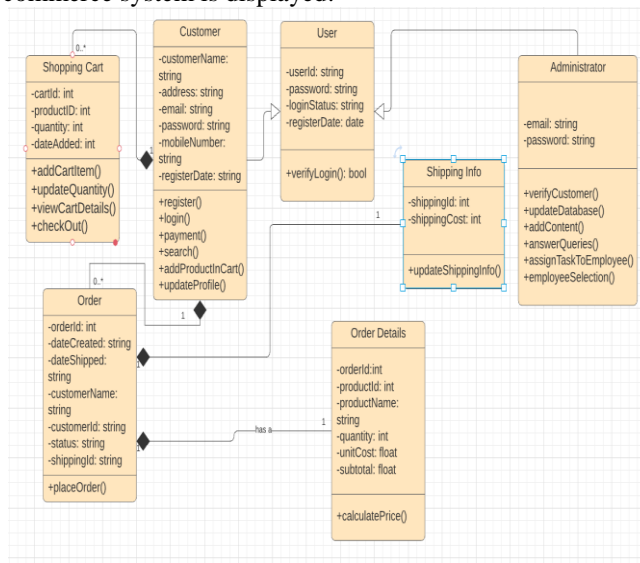 commerce system is displayed.
0..*
Shopping Cart
-cartId: int
-productID: int
-quantity: int
-dateAdded: int
+addCartItem()
+updateQuantity()
+viewCartDetails()
+checkOut()
Customer
-customerName:
string
-address: string
-email: string
-password: string
-mobileNumber:
string
-registerDate: string
+register()
+login()
+payment()
+search()
+addProductInCart()
+updateProfile()
1
User
-userId: string
-password: string
-loginStatus: string
-registerDate: date
+verifyLogin(): bool
Administrator
-email: string
-password: string
+verifyCustomer()
+updateDatabase()
+addContent()
+answerQueries()
+assignTaskToEmployee()
+employeeSelection()
Shipping Info
-shippingId: int
-shippingCost: int
+updateShippingInfo()
1
0..*
1
Order
-orderId: int
-dateCreated: string
-dateShipped:
string
-customerName:
string
-customerId: string
-status: string
-shippingId: string
+placeOrder()
1
1
has a
1
Order Details
-orderId:int
-productId: int
-productName:
string
-quantity: int
-unitCost: float
-subtotal: float
+calculatePrice()